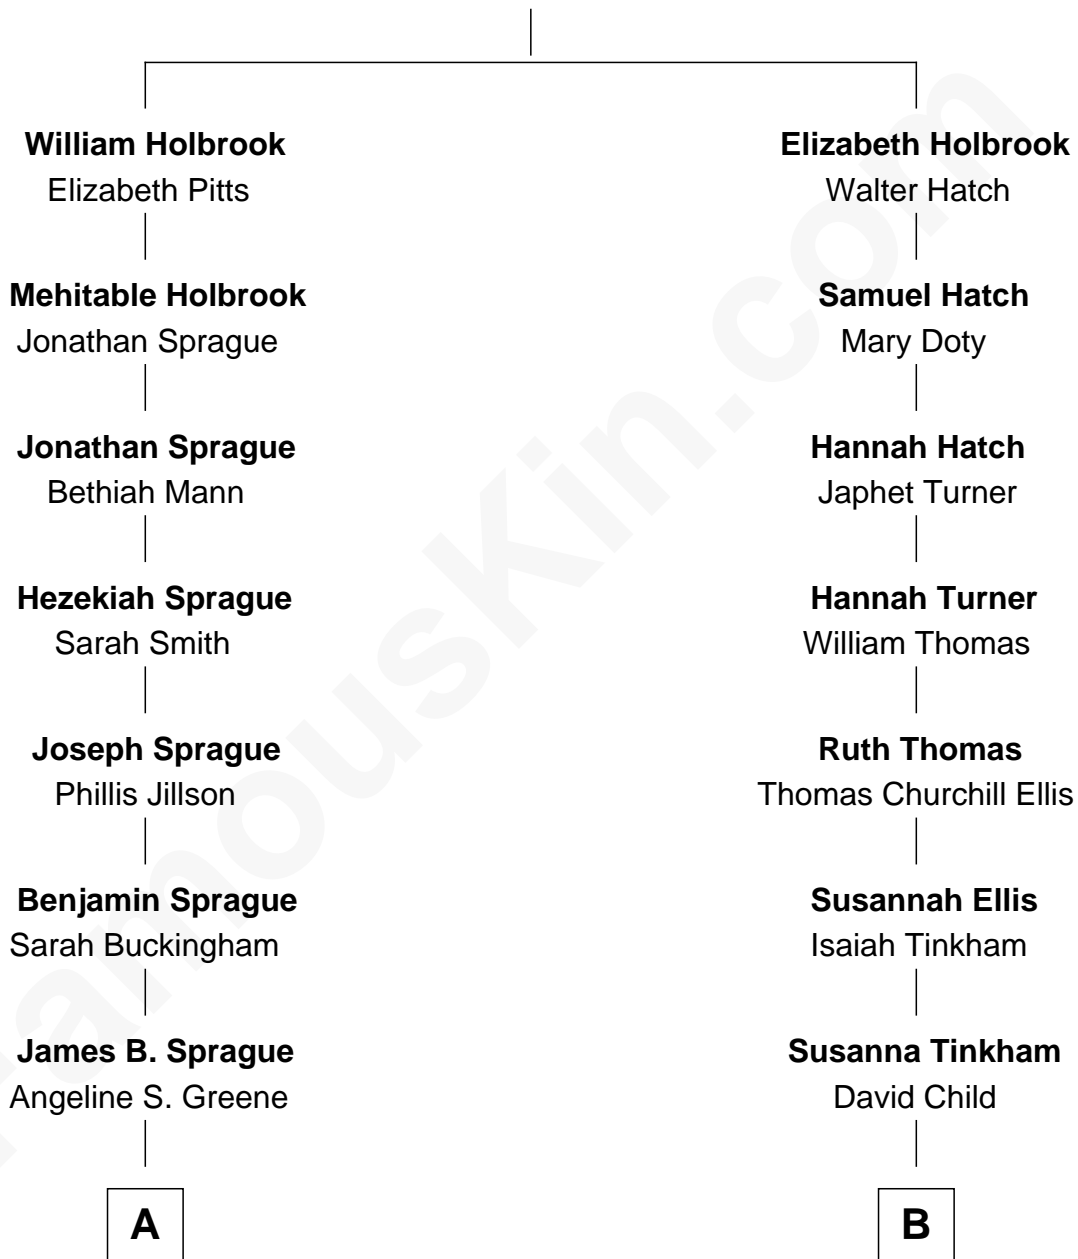 William Holbrook
Elizabeth Pitts
Mehitable Holbrook
Jonathan Sprague
Jonathan Sprague
Bethiah Mann
Hezekiah Sprague
Sarah Smith
Joseph Sprague
Phillis Jillson
Benjamin Sprague
Sarah Buckingham
James B. Sprague
Angeline S. Greene
A
Elizabeth Holbrook
Walter Hatch
Samuel Hatch
Mary Doty
Hannah Hatch
Japhet Turner
Hannah Turner
William Thomas
Ruth Thomas
Thomas Churchill Ellis
Susannah Ellis
Isaiah Tinkham
Susanna Tinkham
David Child
B
FamousKin.com